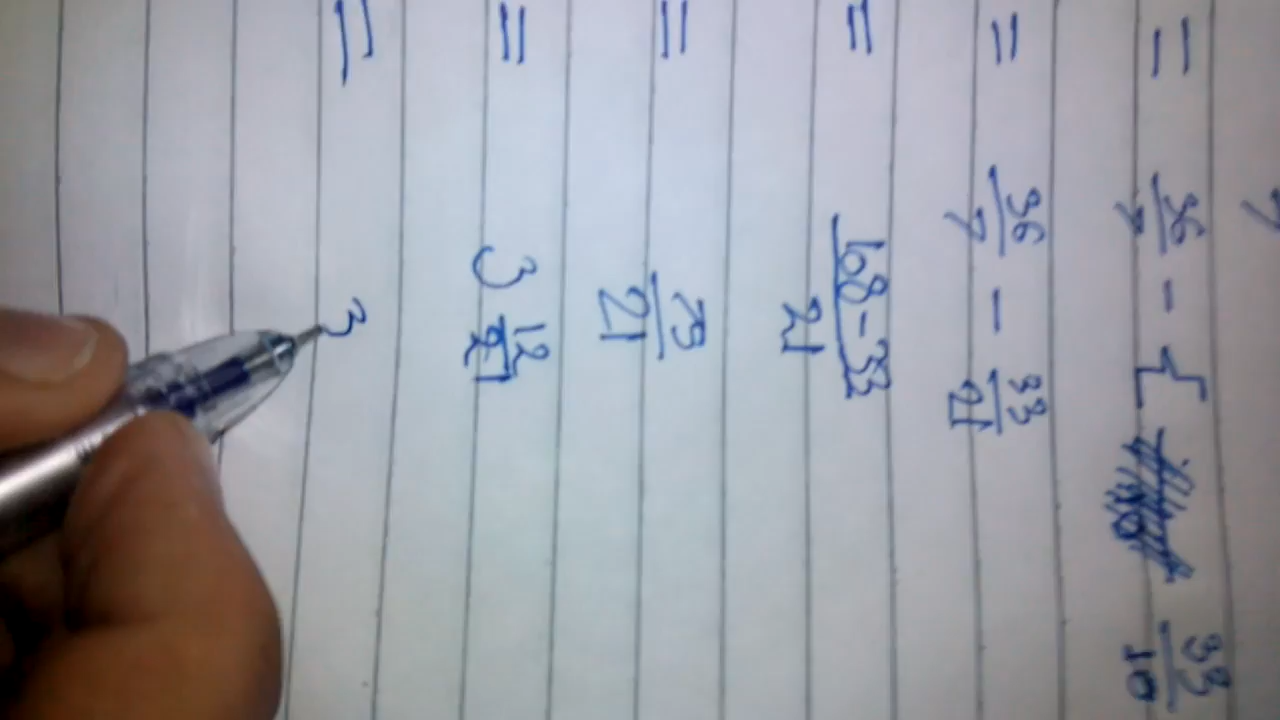 = 36/7 - { 33/10
= 36/7 - 33/21
= 108-33/21
= 75/21
= 3 12/21
= 3